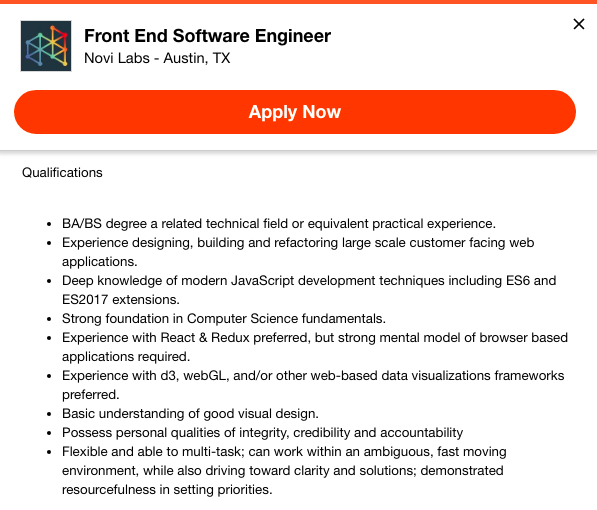 Front End Software Engineer
Novi Labs - Austin, TX
Apply Now
Qualifications
• BA/BS degree a related technical field or equivalent practical experience.
• Experience designing, building and refactoring large scale customer facing web
applications.
• Deep knowledge of modern JavaScript development techniques including ES6 and
ES2017 extensions.
• Strong foundation in Computer Science fundamentals.
• Experience with React & Redux preferred, but strong mental model of browser based
applications required.
• Experience with d3, webGL, and/or other web-based data visualizations frameworks
preferred.
• Basic understanding of good visual design.
• Possess personal qualities of integrity, credibility and accountability
• Flexible and able to multi-task; can work within an ambiguous, fast moving
environment, while also driving toward clarity and solutions; demonstrated
resourcefulness in setting priorities.